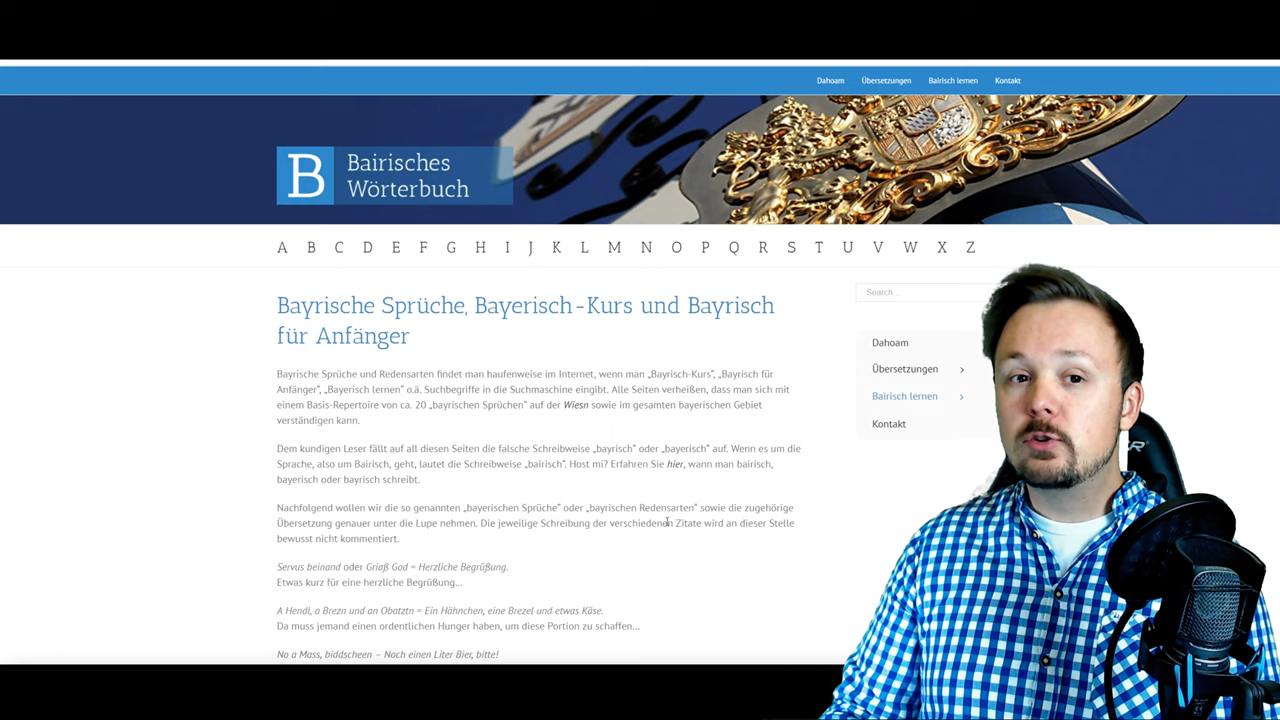 Dahoam Übersetzungen Bairisch lernen Kontakt
B Bairisches
Wörterbuch
A B C D E F G H I J K L M N O P Q R S T U V W X Z
Bayrische Sprüche, Bayerisch-Kurs und Bayrisch
für Anfänger
Bayrische Sprüche und Redensarten findet man haufenweise im Internet, wenn man „Bayrisch-Kurs“, „Bayrisch für
Anfänger“, „Bayerisch lernen“ o.ä. Suchbegriffe in die Suchmaschine eingibt. Alle Seiten verheißen, dass man sich mit
einem Basis-Repertoire von ca. 20 „bayrischen Sprüchen“ auf der Wiesn sowie im gesamten bayerischen Gebiet
verständigen kann.
Dem kundigen Leser fällt auf all diesen Seiten die falsche Schreibweise „bayrisch“ oder „bayerisch“ auf. Wenn es um die
Sprache, also um Bairisch, geht, lautet die Schreibweise „bairisch“. Host mi? Erfahren Sie hier, wann man bairisch,
bayerisch oder bayrisch schreibt.
Nachfolgend wollen wir die so genannten „bayerischen Sprüche“ oder „bayrischen Redensarten“ sowie die zugehörige
Übersetzung genauer unter die Lupe nehmen. Die jeweilige Schreibung der verschiedenen Zitate wird an dieser Stelle
bewusst nicht kommentiert.
Servus beinand oder Griaß God = Herzliche Begrüßung.
Etwas kurz für eine herzliche Begrüßung…
A Hendl, a Brezn und an Obatztn = Ein Hähnchen, eine Brezel und etwas Käse.
Da muss jemand einen ordentlichen Hunger haben, um diese Portion zu schaffen…
No a Mass, biddscheen – Noch einen Liter Bier, bitte!
Search ...
Dahoam
Übersetzungen
Bairisch lernen
Kontakt